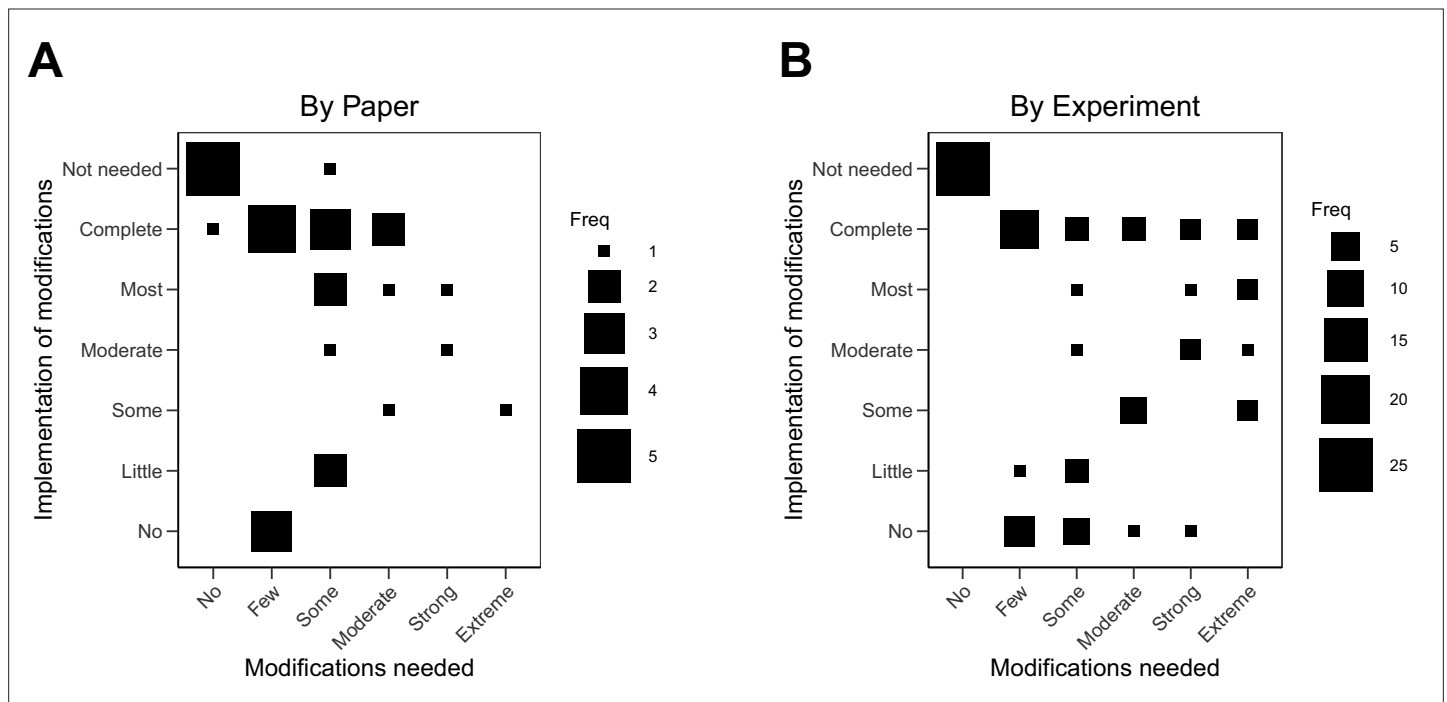 A
By Paper
Implementation of modifications
Not needed
Complete
Most
Moderate
Some
Little
No
No
Few
Some
Moderate
Strong
Extreme
Modifications needed
Freq
1
2
3
4
5
B
By Experiment
Implementation of modifications
Not needed
Complete
Most
Moderate
Some
Little
No
No
Few
Some
Moderate
Strong
Extreme
Modifications needed
Freq
5
10
15
20
25